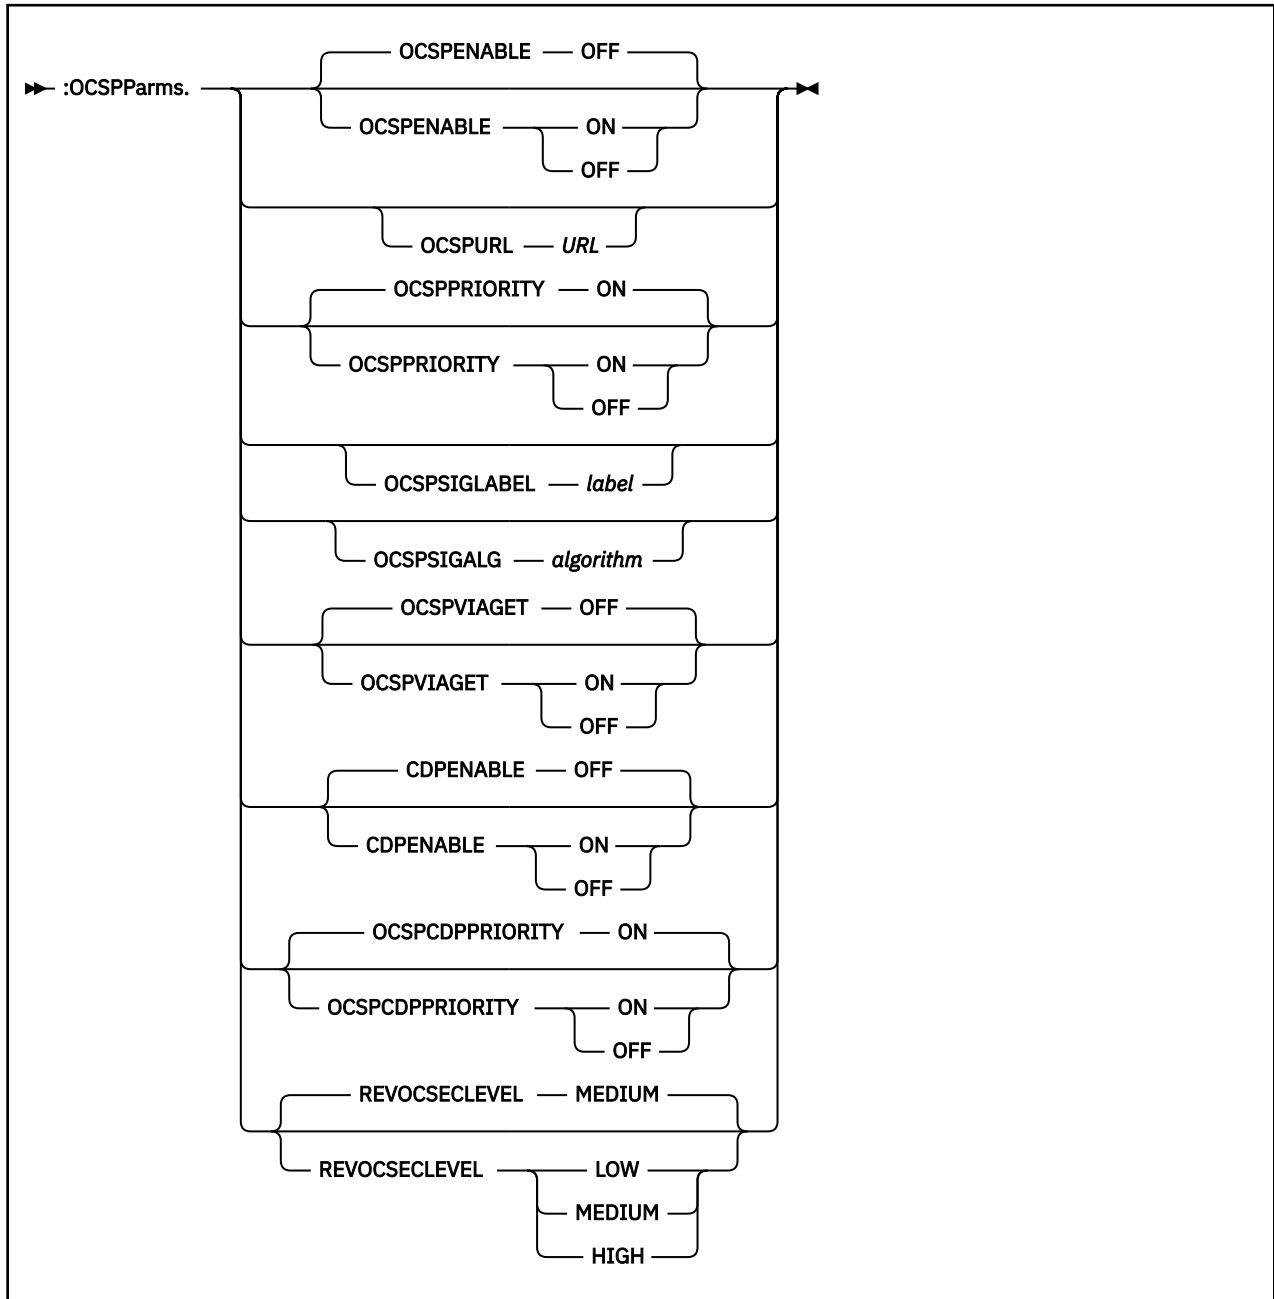 OCSPENABLE OFF
:OCSPParms.
OCSPENABLE ON
OFF
OCSPURL URL
OCSPPRIORITY ON
OCSPPRIORITY ON
OFF
OCSPSIGLABEL label
OCSPSIGALG algorithm
OCSPVIAGET OFF
OCSPVIAGET ON
OFF
CDPENABLE OFF
CDPENABLE ON
OFF
OCSPCDPPRIORITY ON
OCSPCDPPRIORITY ON
OFF
REVOCSECLEVEL MEDIUM
REVOCSECLEVEL LOW
MEDIUM
HIGH